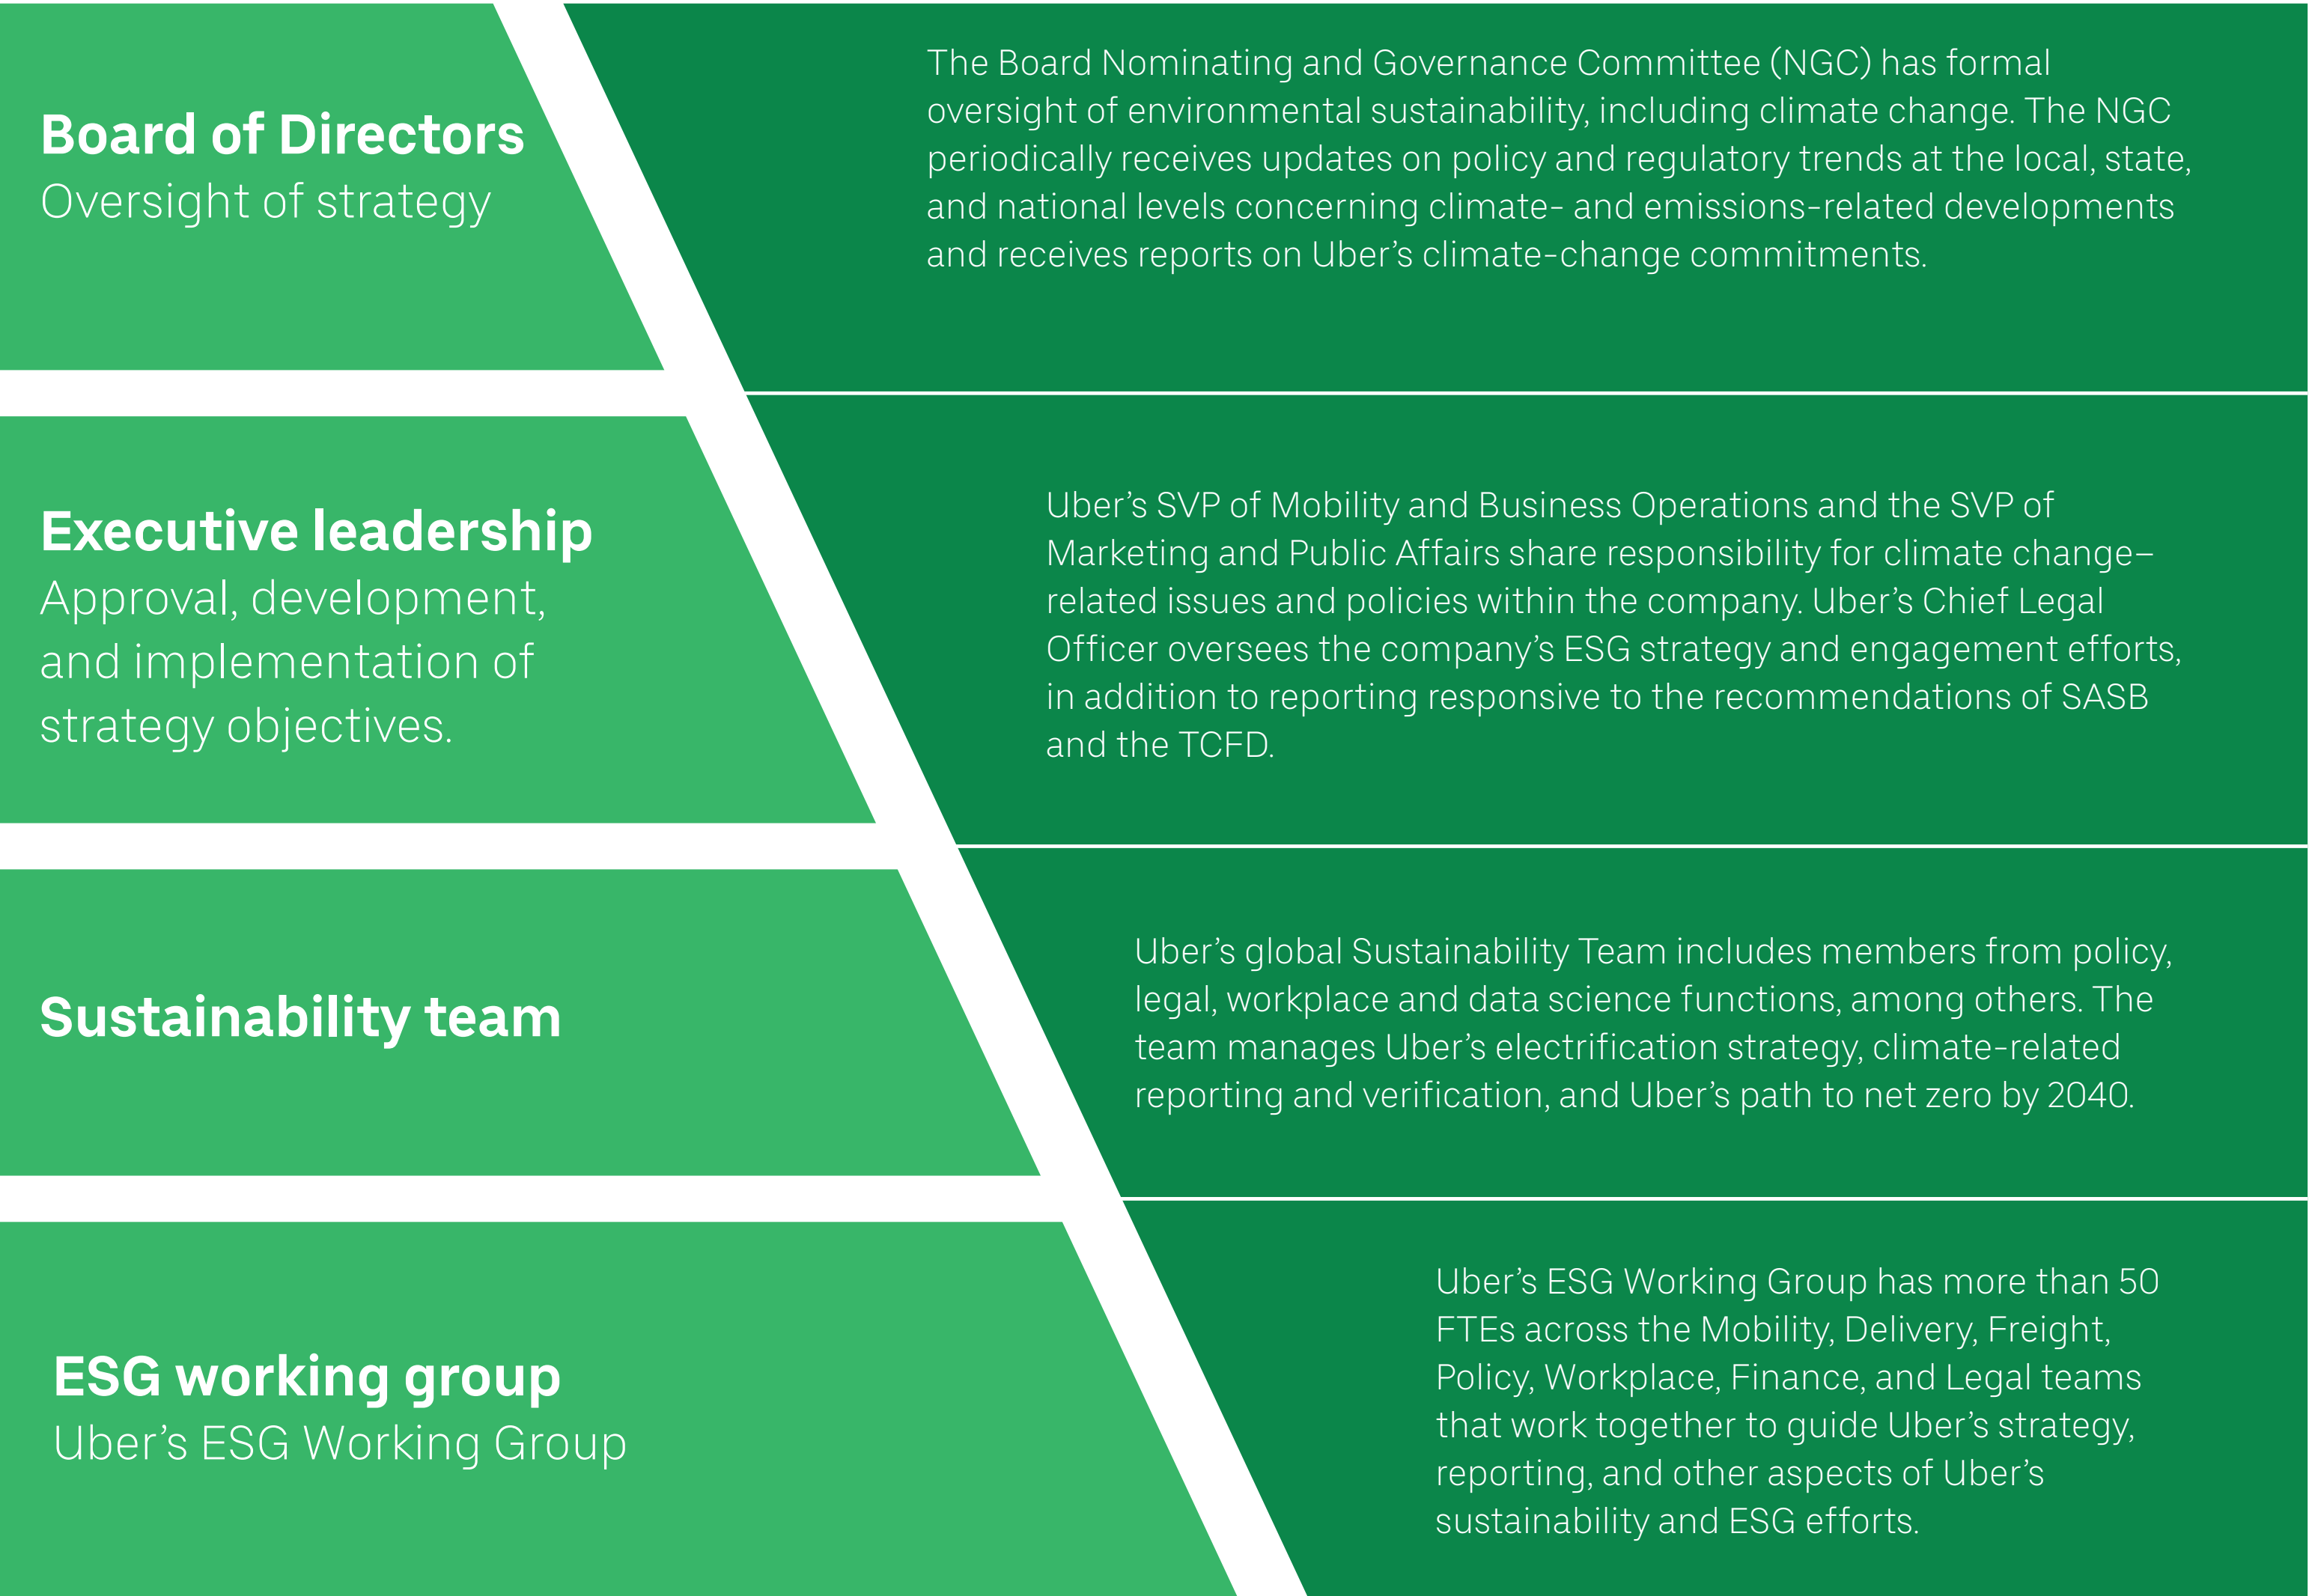 Board of Directors
Oversight of strategy
The Board Nominating and Governance Committee (NGC) has formal
oversight of environmental sustainability, including climate change. The NGC
periodically receives updates on policy and regulatory trends at the local, state,
and national levels concerning climate- and emissions-related developments
and receives reports on Uber’s climate-change commitments.
Executive leadership
Approval, development,
and implementation of
strategy objectives.
Uber’s SVP of Mobility and Business Operations and the SVP of
Marketing and Public Affairs share responsibility for climate change–
related issues and policies within the company. Uber’s Chief Legal
Officer oversees the company’s ESG strategy and engagement efforts,
in addition to reporting responsive to the recommendations of SASB
and the TCFD.
Sustainability team
Uber’s global Sustainability Team includes members from policy,
legal, workplace and data science functions, among others. The
team manages Uber’s electrification strategy, climate-related
reporting and verification, and Uber’s path to net zero by 2040.
ESG working group
Uber’s ESG Working Group
Uber’s ESG Working Group has more than 50
FTEs across the Mobility, Delivery, Freight,
Policy, Workplace, Finance, and Legal teams
that work together to guide Uber’s strategy,
reporting, and other aspects of Uber’s
sustainability and ESG efforts.